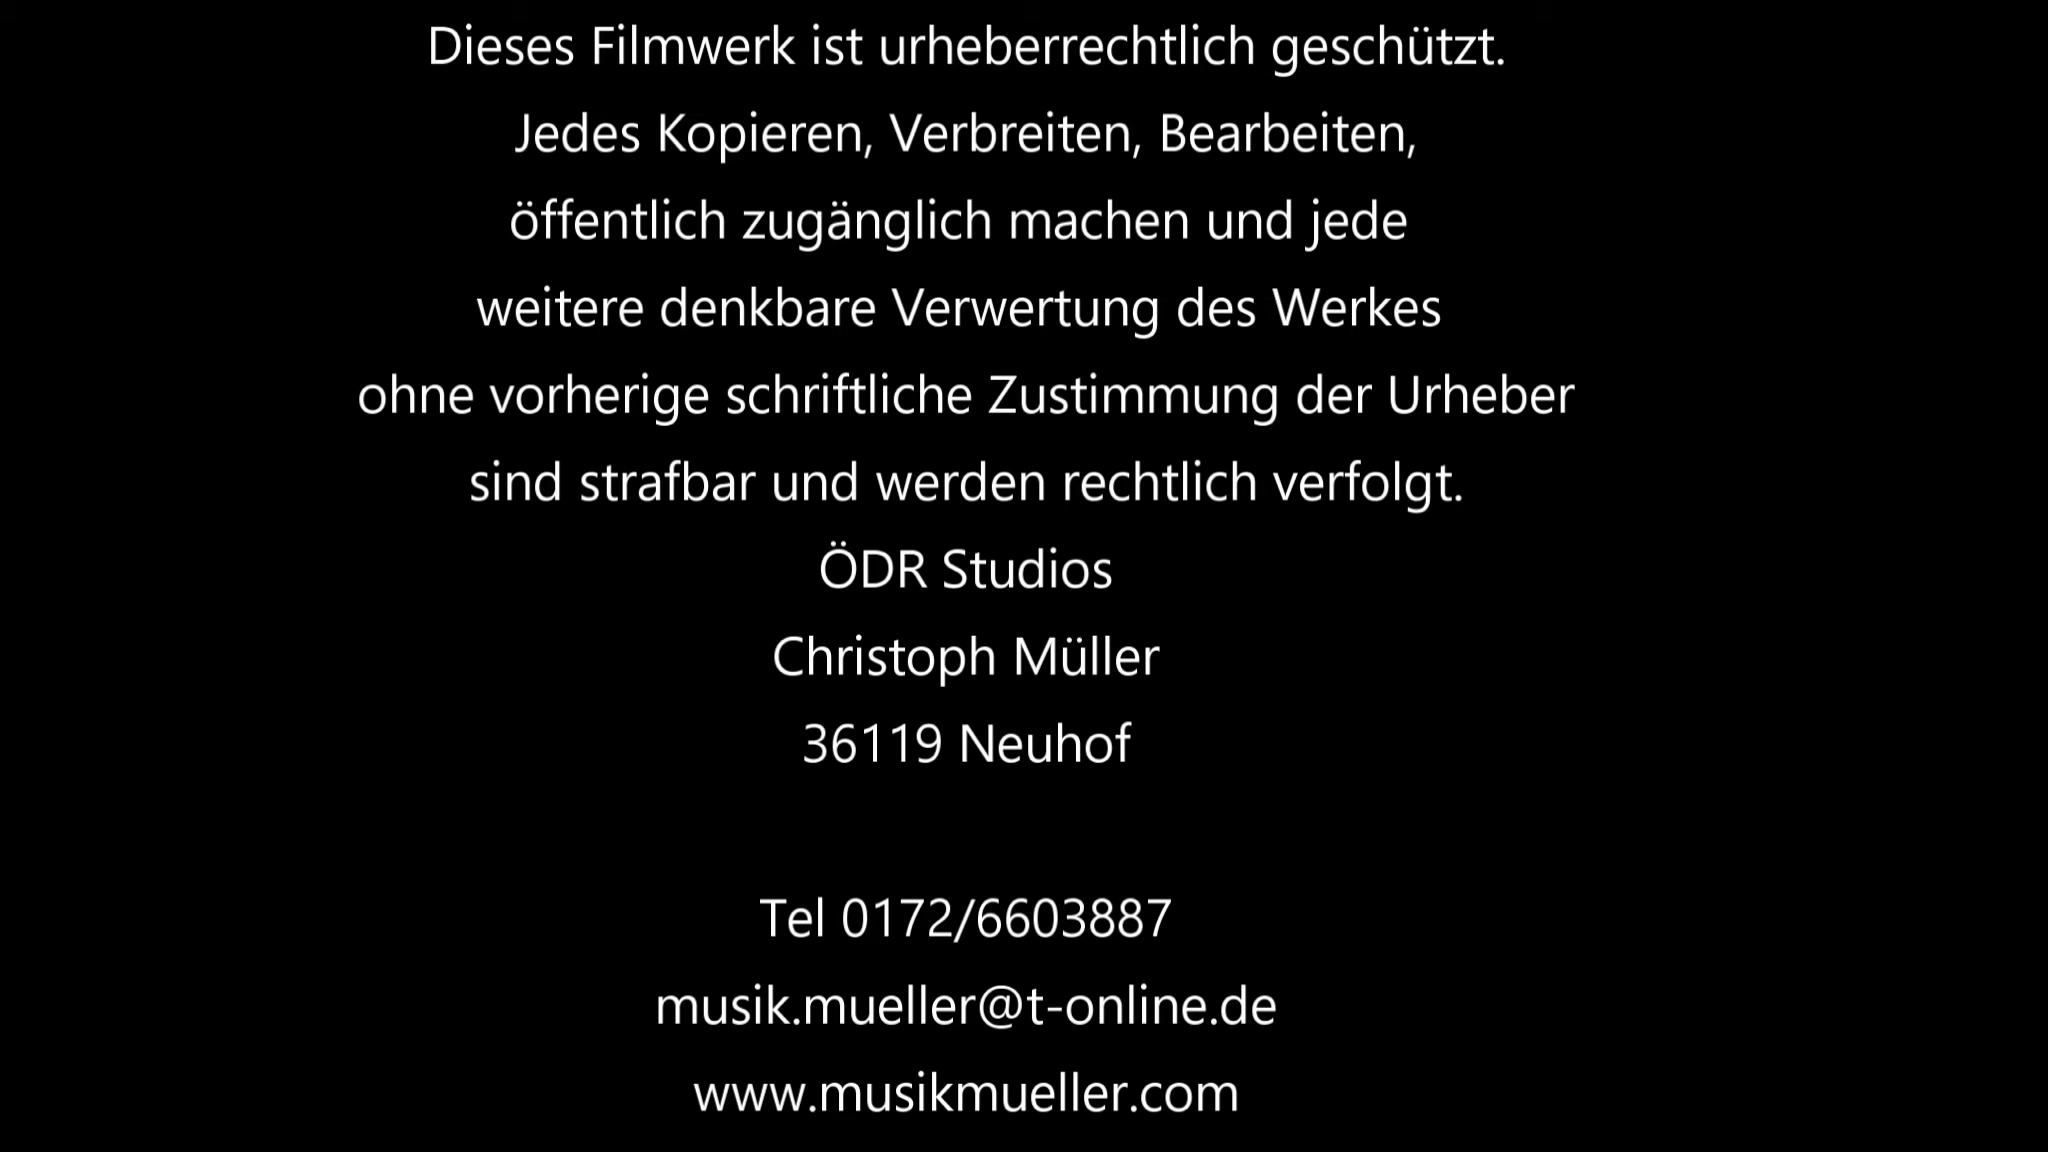 Dieses Filmwerk ist urheberrechtlich geschützt.
Jedes Kopieren, Verbreiten, Bearbeiten,
öffentlich zugänglich machen und jede
weitere denkbare Verwertung des Werkes
ohne vorherige schriftliche Zustimmung der Urheber
sind strafbar und werden rechtlich verfolgt.
ÖDR Studios
Christoph Müller
36119 Neuhof
Tel 0172/6603887
musik.mueller@t-online.de
www.musikmueller.com